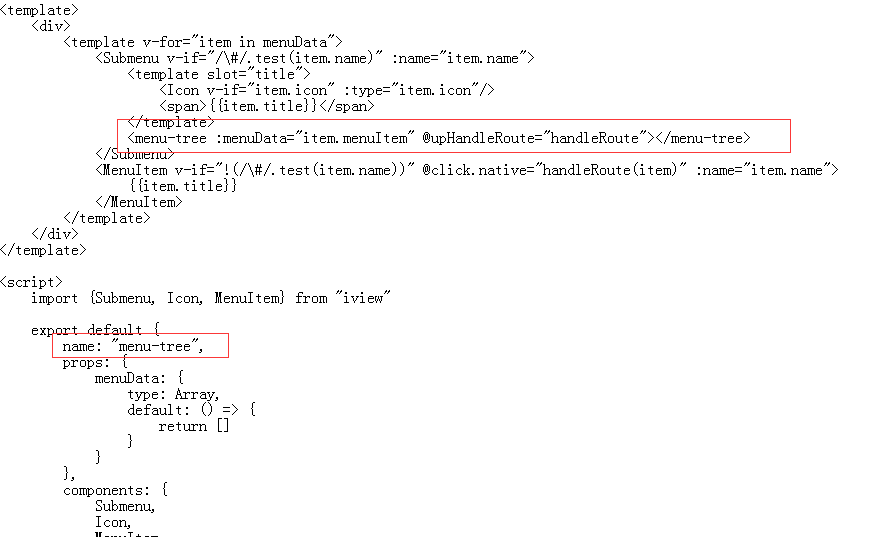 <template>
    <div>
        <template v-for="item in menuData">
            <Submenu v-if="/\#/.test(item.name)" :name="item.name">
                <template slot="title">
                    <Icon v-if="item.icon" :type="item.icon"/>
                    <span>{{item.title}}</span>
                </template>
                <menu-tree :menuData="item.menuItem" @upHandleRoute="handleRoute"></menu-tree>
            </Submenu>
            <MenuItem v-if="!(/\#/.test(item.name))" @click.native="handleRoute(item)" :name="item.name">
                {{item.title}}
            </MenuItem>
        </template>
    </div>
</template>

<script>
    import {Submenu, Icon, MenuItem} from "iview"

    export default {
        name: "menu-tree",
        props: {
            menuData: {
                type: Array,
                default: () => {
                    return []
                }
            }
        },
        components: {
            Submenu,
            Icon,
            MenuItem